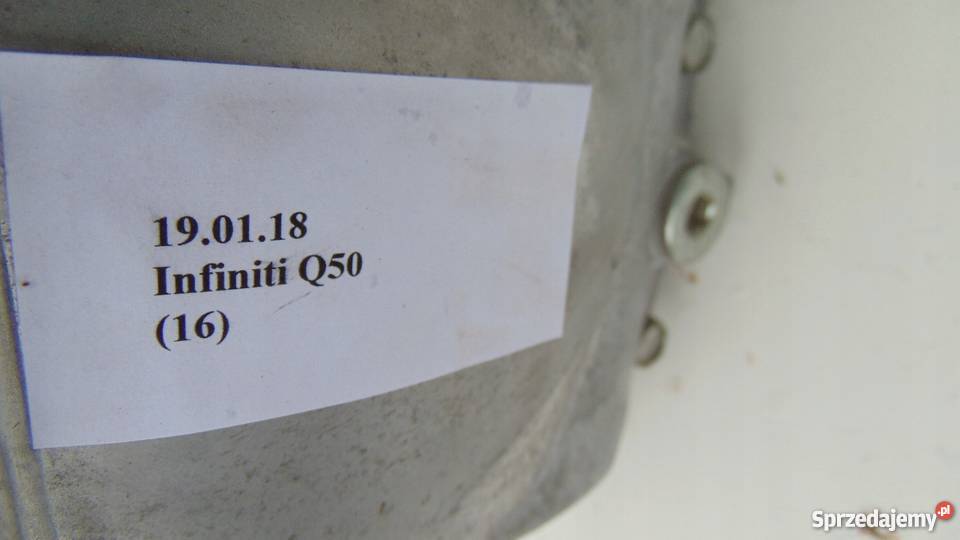 19.01.18
Infiniti Q50
(16)
Sprzedajemy.pl